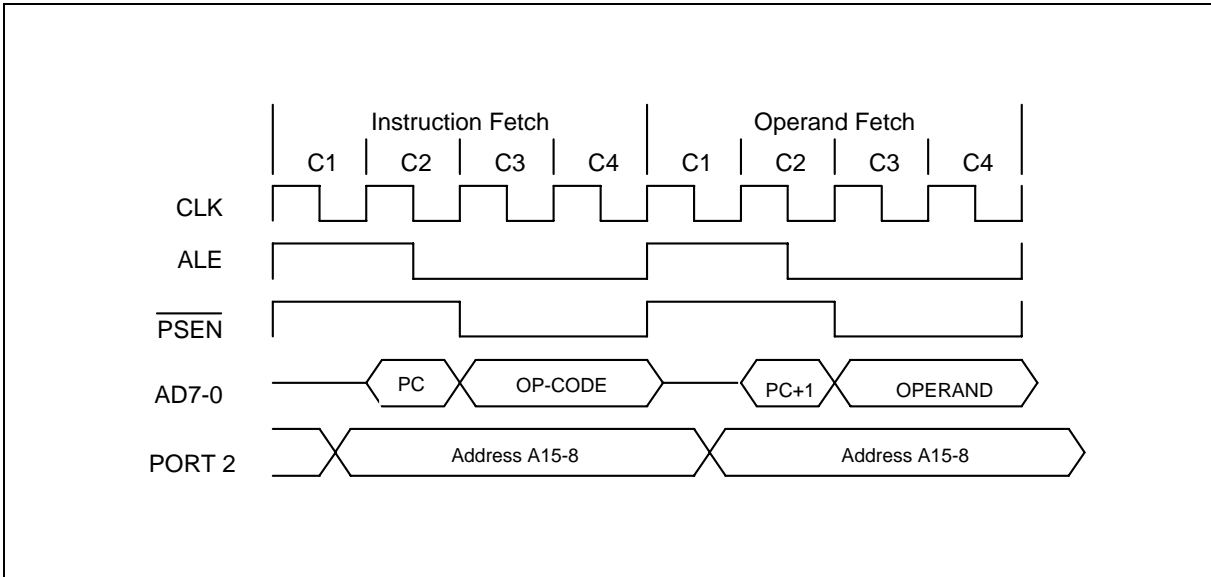 Instruction Fetch Operand Fetch
C1 C2 C3 C4 C1 C2 C3 C4
CLK
ALE
PSEN
AD7-0 PC OP-CODE PC+1 OPERAND
PORT 2 Address A15-8 Address A15-8